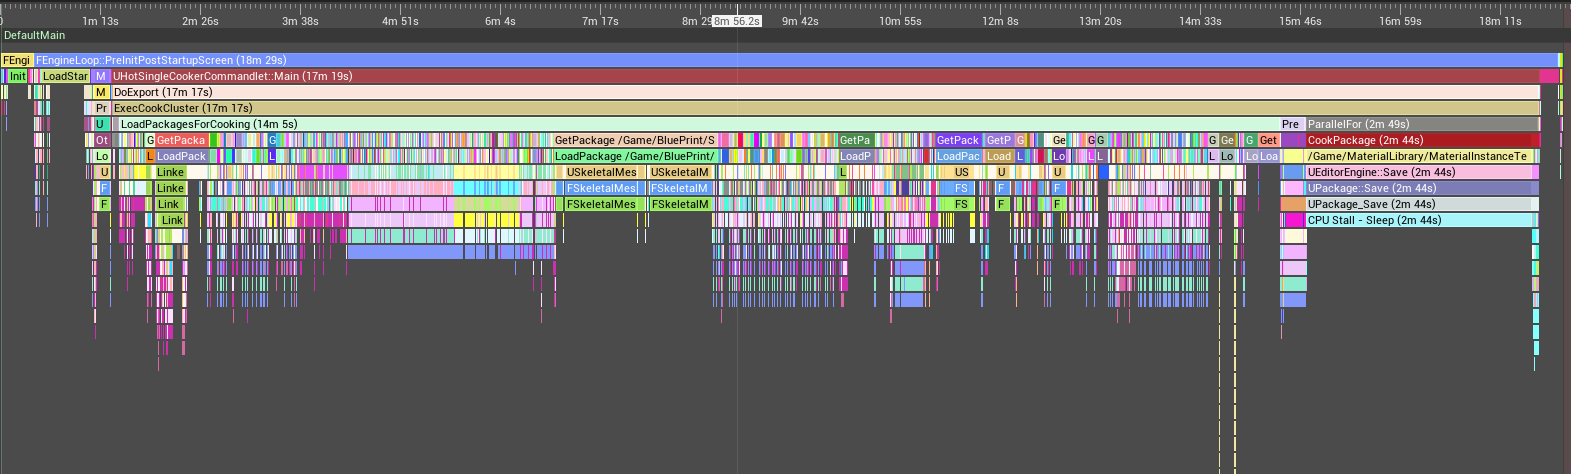 1m 13s 2m 26s 3m 38s 4m 51s 6m 4s 7m 17s 8m 29 8m 56.2s 9m 42s 10m 55s 12m 8s 13m 20s 14m 33s 15m 46s 16m 59s 18m 11s
DefaultMain
FEngi FEngineLoop::PreInitPostStartupScreen (18m 29s)
Init LoadStar M UHotSingleCookerCommandlet::Main (17m 19s)
M DoExport (17m 17s)
Pr ExecCookCluster (17m 17s)
U LoadPackagesForCooking (14m 5s) Pre ParallelFor (2m 49s)
Ot G GetPacka G GetPackage /Game/BluePrint/S GetPa GetPack GetP G Ge G G G Ge G Get CookPackage (2m 44s)
Lo L LoadPack L LoadPackage /Game/BluePrint/ LoadP LoadPac Load L Lo L L L Lo Lo Loa /Game/MaterialLibrary/MaterialInstanceTe
U Linke USkeletalMes USkeletalM L US U U UEditorEngine::Save (2m 44s)
F Linke FSkeletalMes FSkeletalM FS F F UPackage::Save (2m 44s)
F Link FSkeletalMes FSkeletalM FS F F UPackage_Save (2m 44s)
Link CPU Stall - Sleep (2m 44s)